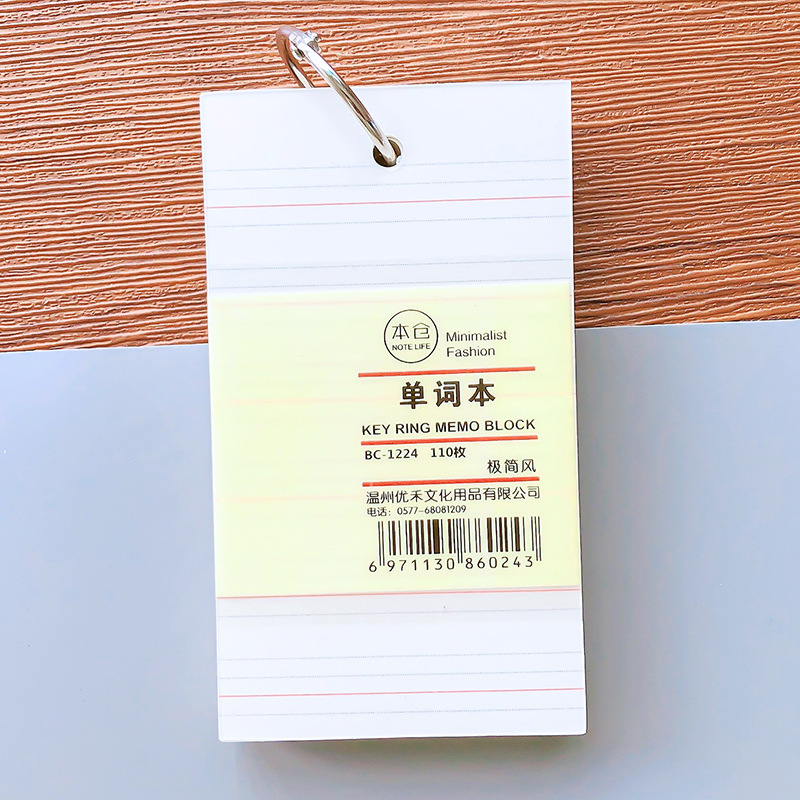 本仓
NOTE LIFE
Minimalist
Fashion
单词本
KEY RING MEMO BLOCK
BC-1224 110枚
极简风
温州优禾文化用品有限公司
电话：0577-68081209
6 971130 860243